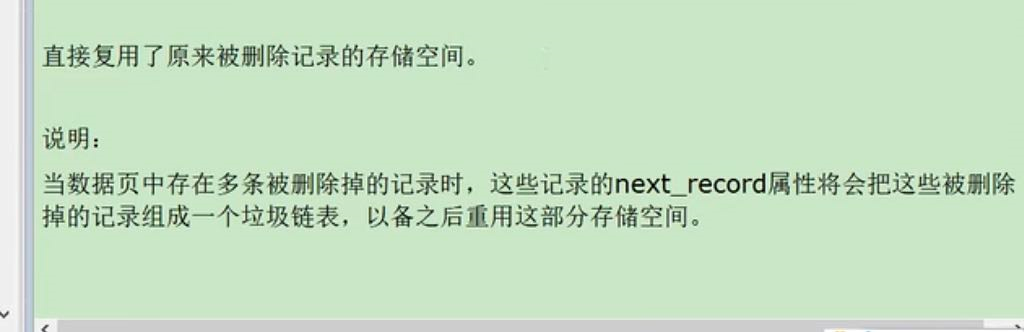 直接复用了原来被删除记录的存储空间。
说明：
当数据页中存在多条被删除掉的记录时，这些记录的next_record属性将会把这些被删除
掉的记录组成一个垃圾链表，以备之后重用这部分存储空间。